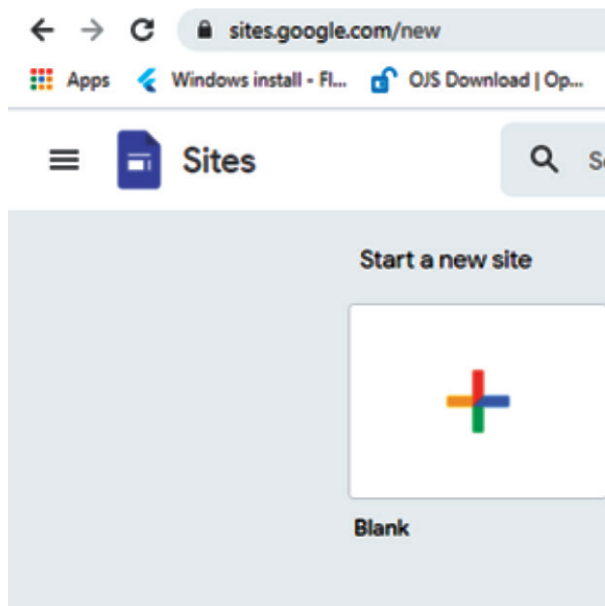 sites.google.com/new
Apps Windows install - Fl... OJS Download | Op...
Sites
Start a new site
Blank